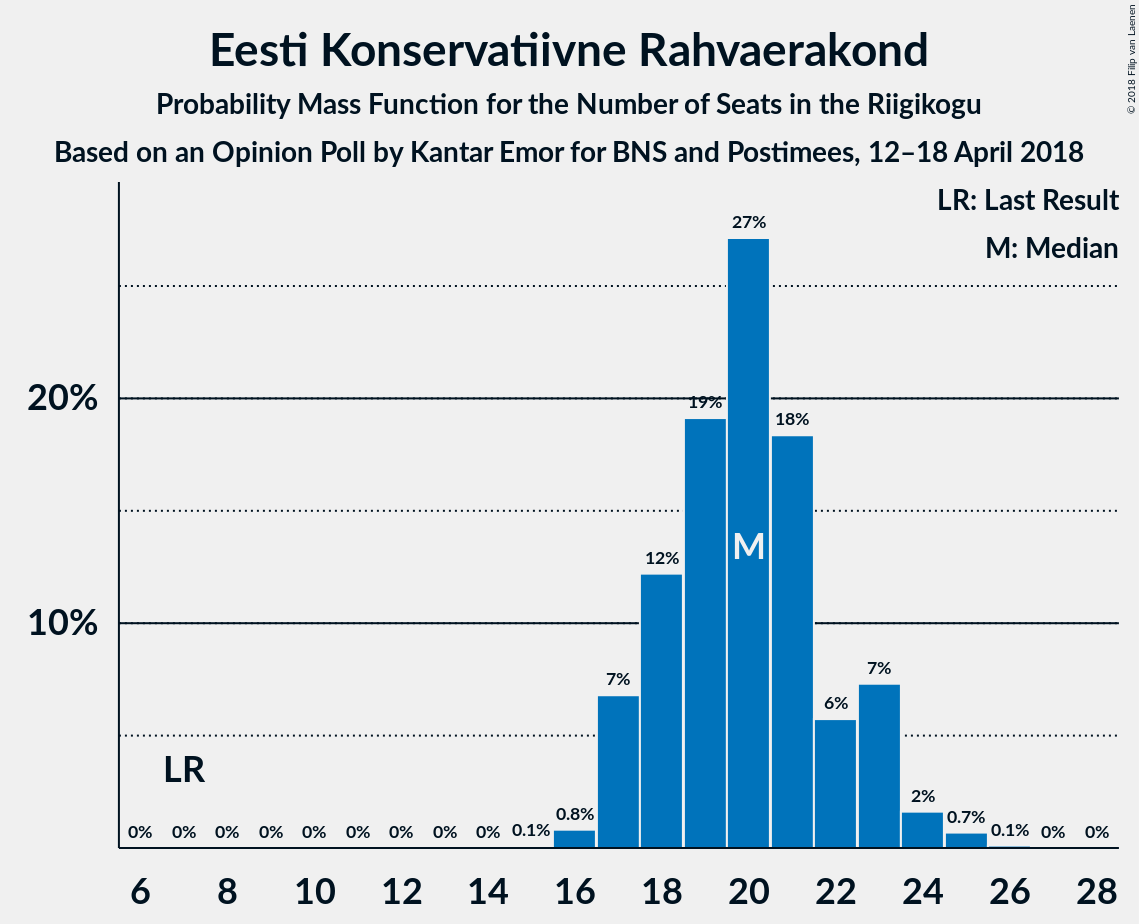 Eesti Konservatiivne Rahvaerakond
Probability Mass Function for the Number of Seats in the Riigikogu
Based on an Opinion Poll by Kantar Emor for BNS and Postimees, 12–18 April 2018
© 2018 Filip van Laenen
LR: Last Result
M: Median
27%
20%
19%
18%
M
12%
10%
7%
7%
6%
LR
2%
0% 0% 0% 0% 0% 0% 0% 0% 0% 0.1% 0.8% 0.7% 0.1% 0% 0%
6 8 10 12 14 16 18 20 22 24 26 28